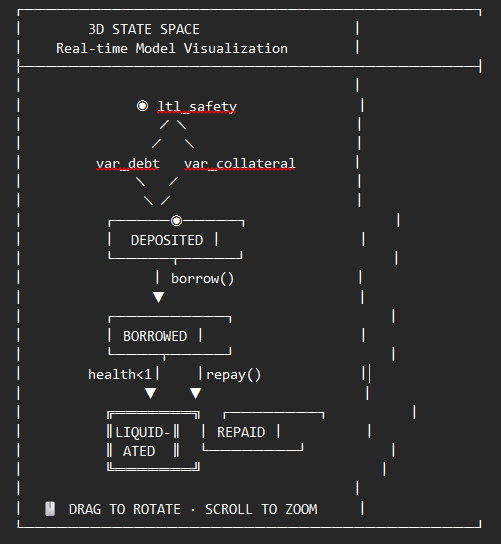 3D STATE SPACE
Real-time Model Visualization
ltl_safety
var_debt var_collateral
DEPOSITED
borrow()
BORROWED
health<1 repay()
LIQUID- REPAID
ATED
DRAG TO ROTATE · SCROLL TO ZOOM